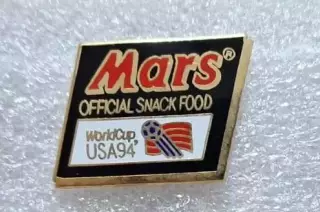 Mars®
OFFICIAL SNACK FOOD
WorldCup
USA94'